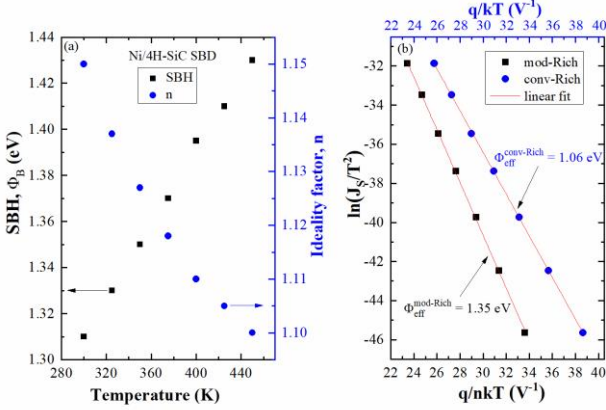 q/kT (V⁻¹)
22 24 26 28 30 32 34 36 38 40
(a)
Ni/4H-SiC SBD
SBH
n
1.44
1.42
1.40
1.38
1.36
1.34
1.32
1.30
SBH, Φ_B (eV)
1.15
1.14
1.13
1.12
1.11
1.10
Ideality factor, n
280 320 360 400 440
Temperature (K)
(b)
mod-Rich
conv-Rich
linear fit
-32
-34
-36
-38
-40
-42
-44
-46
ln(J_S/T²)
Φ_eff^conv-Rich = 1.06 eV
Φ_eff^mod-Rich = 1.35 eV
22 24 26 28 30 32 34 36 38 40
q/nkT (V⁻¹)